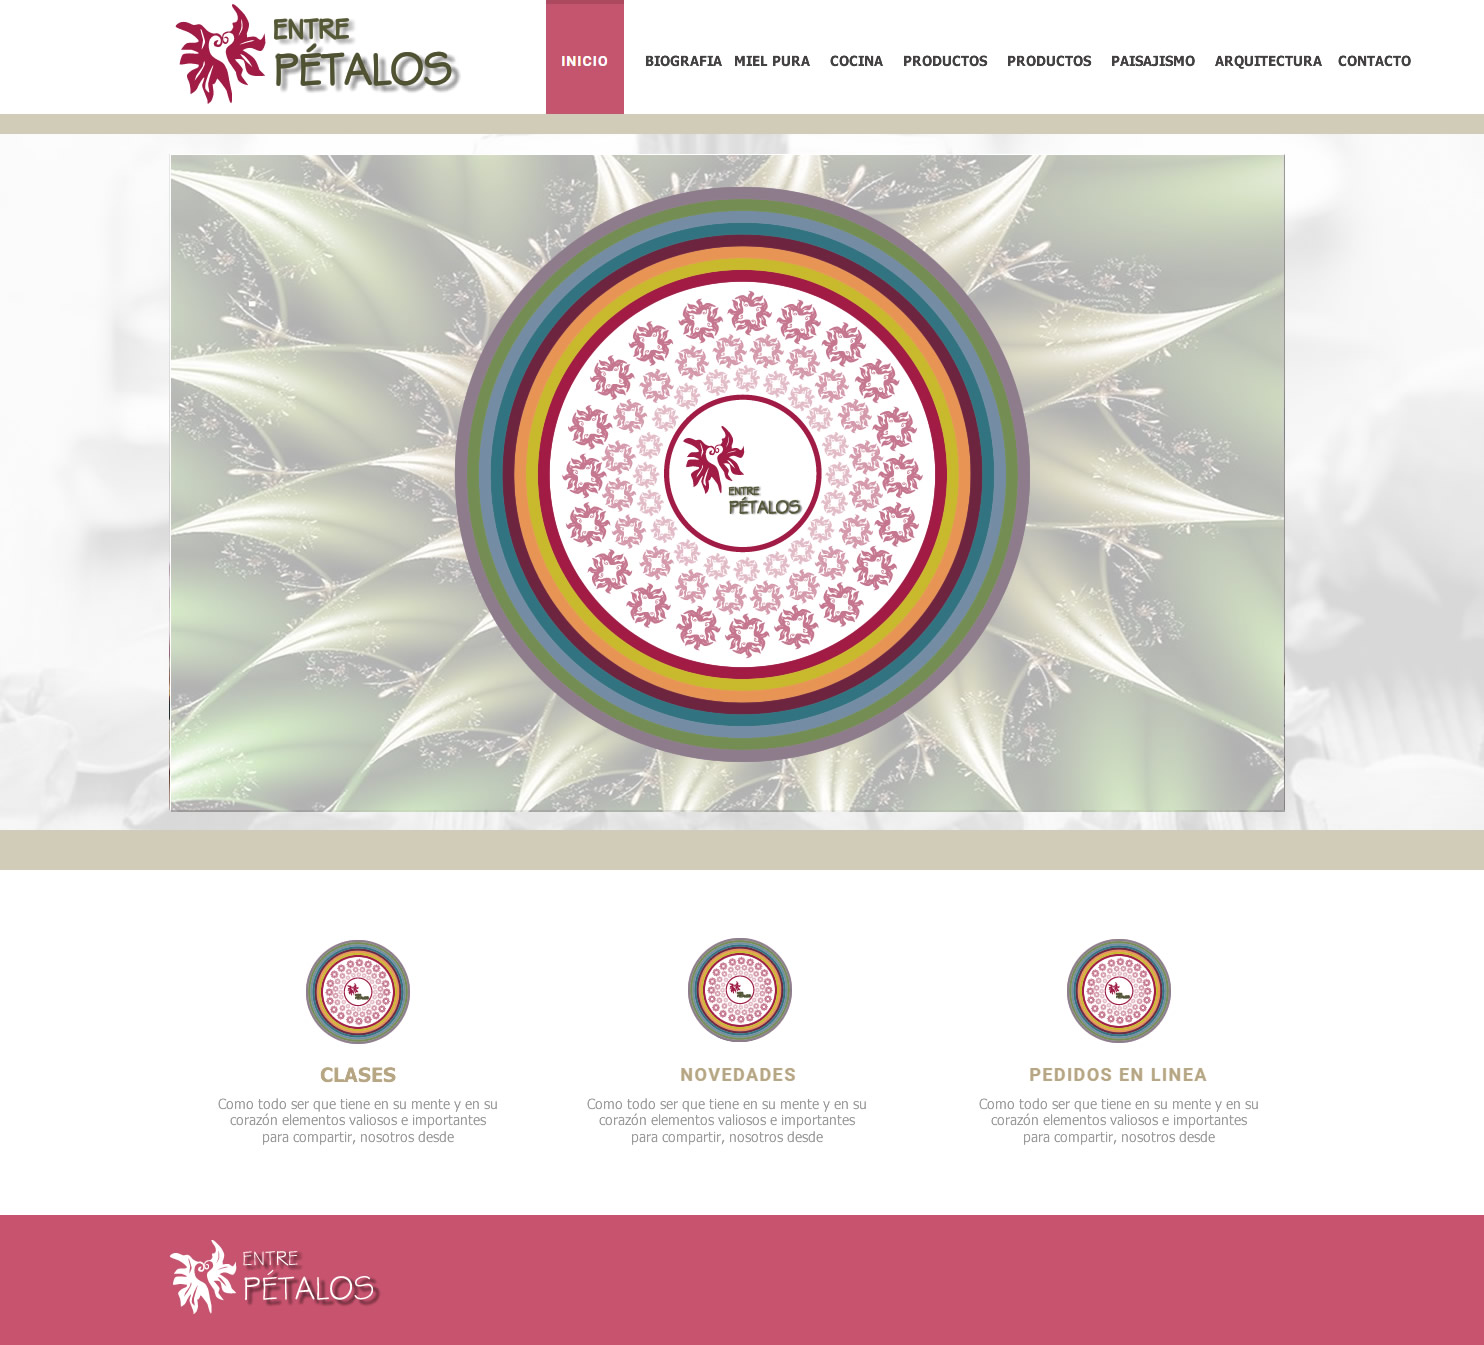 ENTRE
PÉTALOS
INICIO BIOGRAFIA MIEL PURA COCINA PRODUCTOS PRODUCTOS PAISAJISMO ARQUITECTURA CONTACTO
ENTRE
PÉTALOS
CLASES
Como todo ser que tiene en su mente y en su
corazón elementos valiosos e importantes
para compartir, nosotros desde
NOVEDADES
Como todo ser que tiene en su mente y en su
corazón elementos valiosos e importantes
para compartir, nosotros desde
PEDIDOS EN LINEA
Como todo ser que tiene en su mente y en su
corazón elementos valiosos e importantes
para compartir, nosotros desde
ENTRE
PÉTALOS